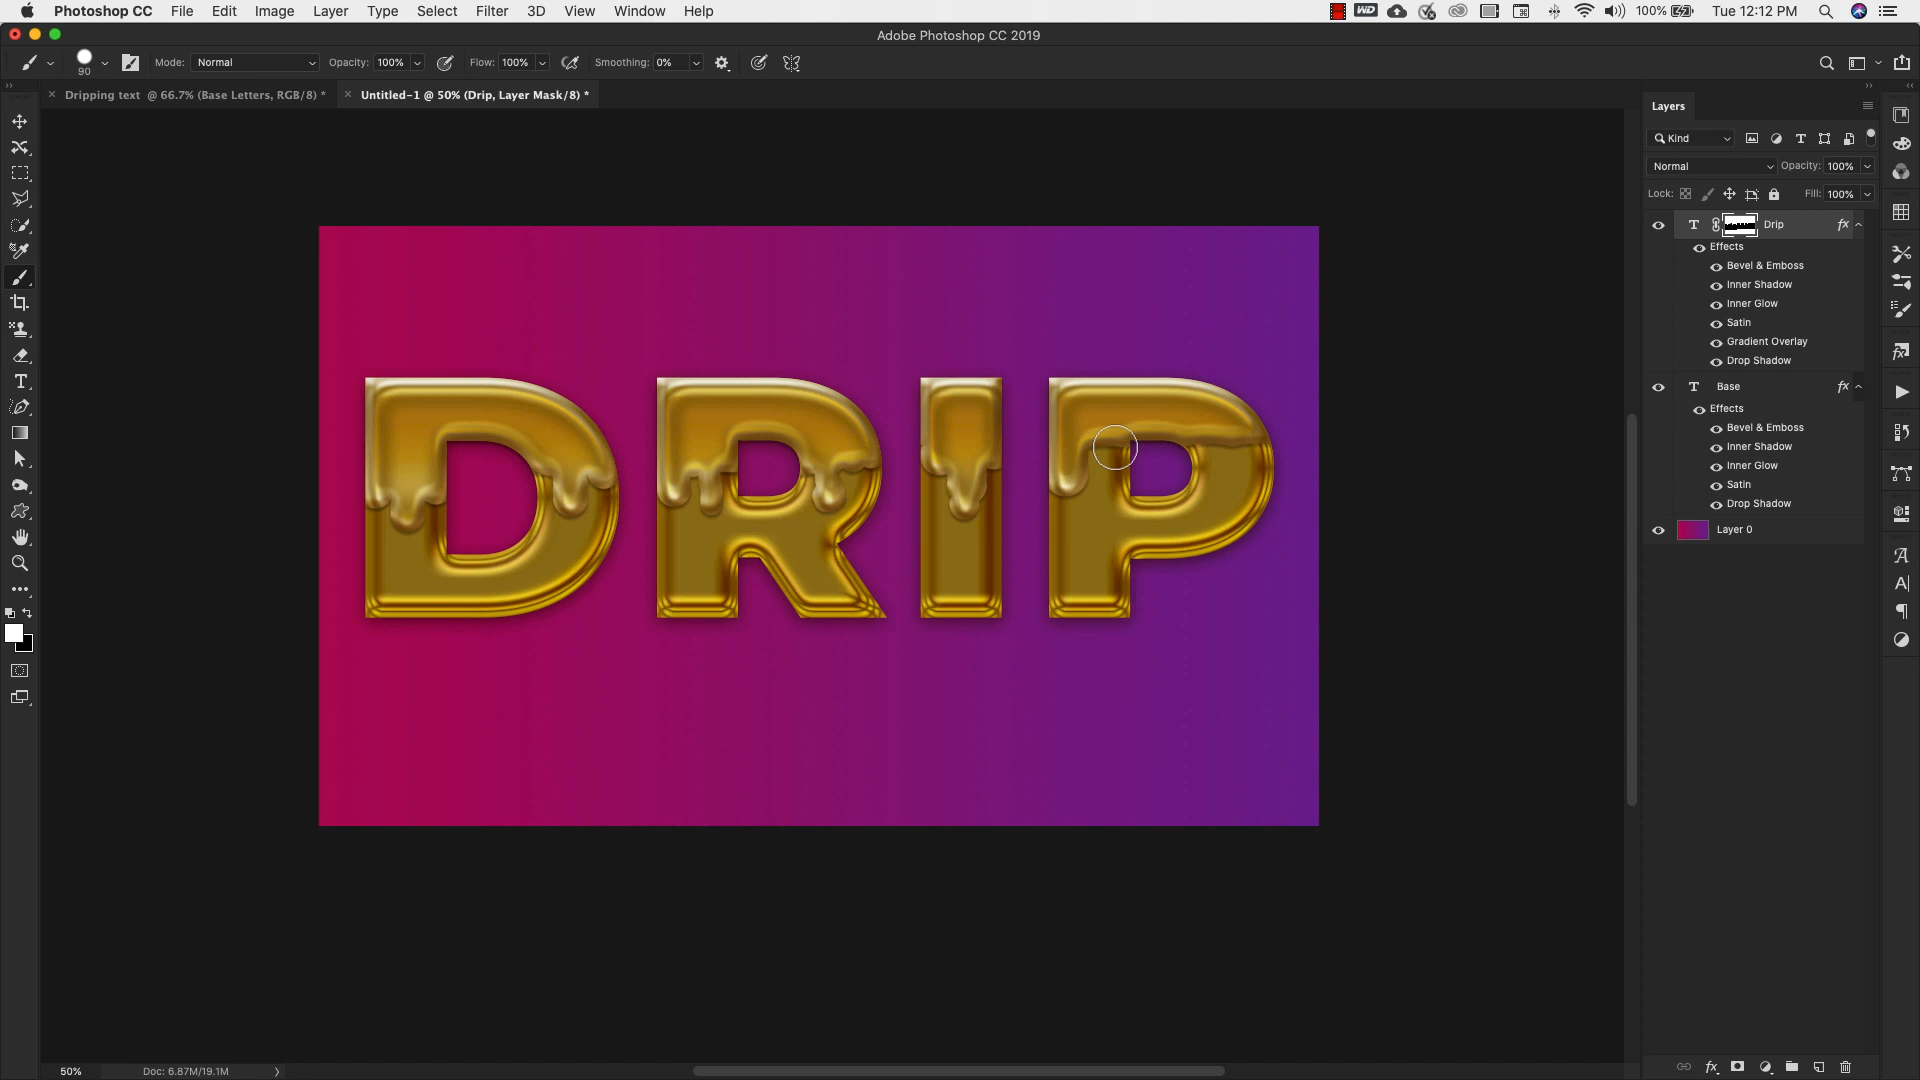 Photoshop CC File Edit Image Layer Type Select Filter 3D View Window Help WD 100% Tue 12:12 PM
Adobe Photoshop CC 2019
90 Mode: Normal Opacity: 100% Flow: 100% Smoothing: 0%
Dripping text @ 66.7% (Base Letters, RGB/8) * Untitled-1 @ 50% (Drip, Layer Mask/8) *
Layers
Kind
Normal Opacity: 100%
Lock: Fill: 100%
Drip fx
Effects
Bevel & Emboss
Inner Shadow
Inner Glow
Satin
Gradient Overlay
Drop Shadow
Base fx
Effects
Bevel & Emboss
Inner Shadow
Inner Glow
Satin
Drop Shadow
Layer 0
DRIP
50% Doc: 6.87M/19.1M